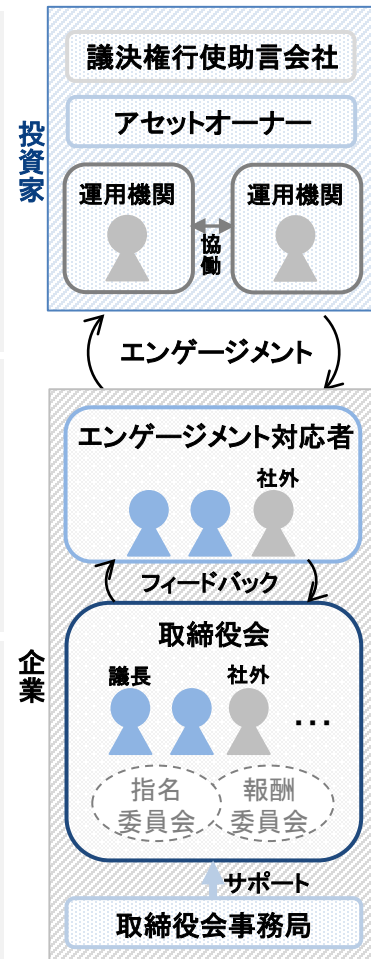 投資家
議決権行使助言会社
アセットオーナー
運用機関
運用機関
協働
エンゲージメント
企業
エンゲージメント対応者
社外
フィードバック
取締役会
議長
社外
...
指名
委員会
報酬
委員会
サポート
取締役会事務局